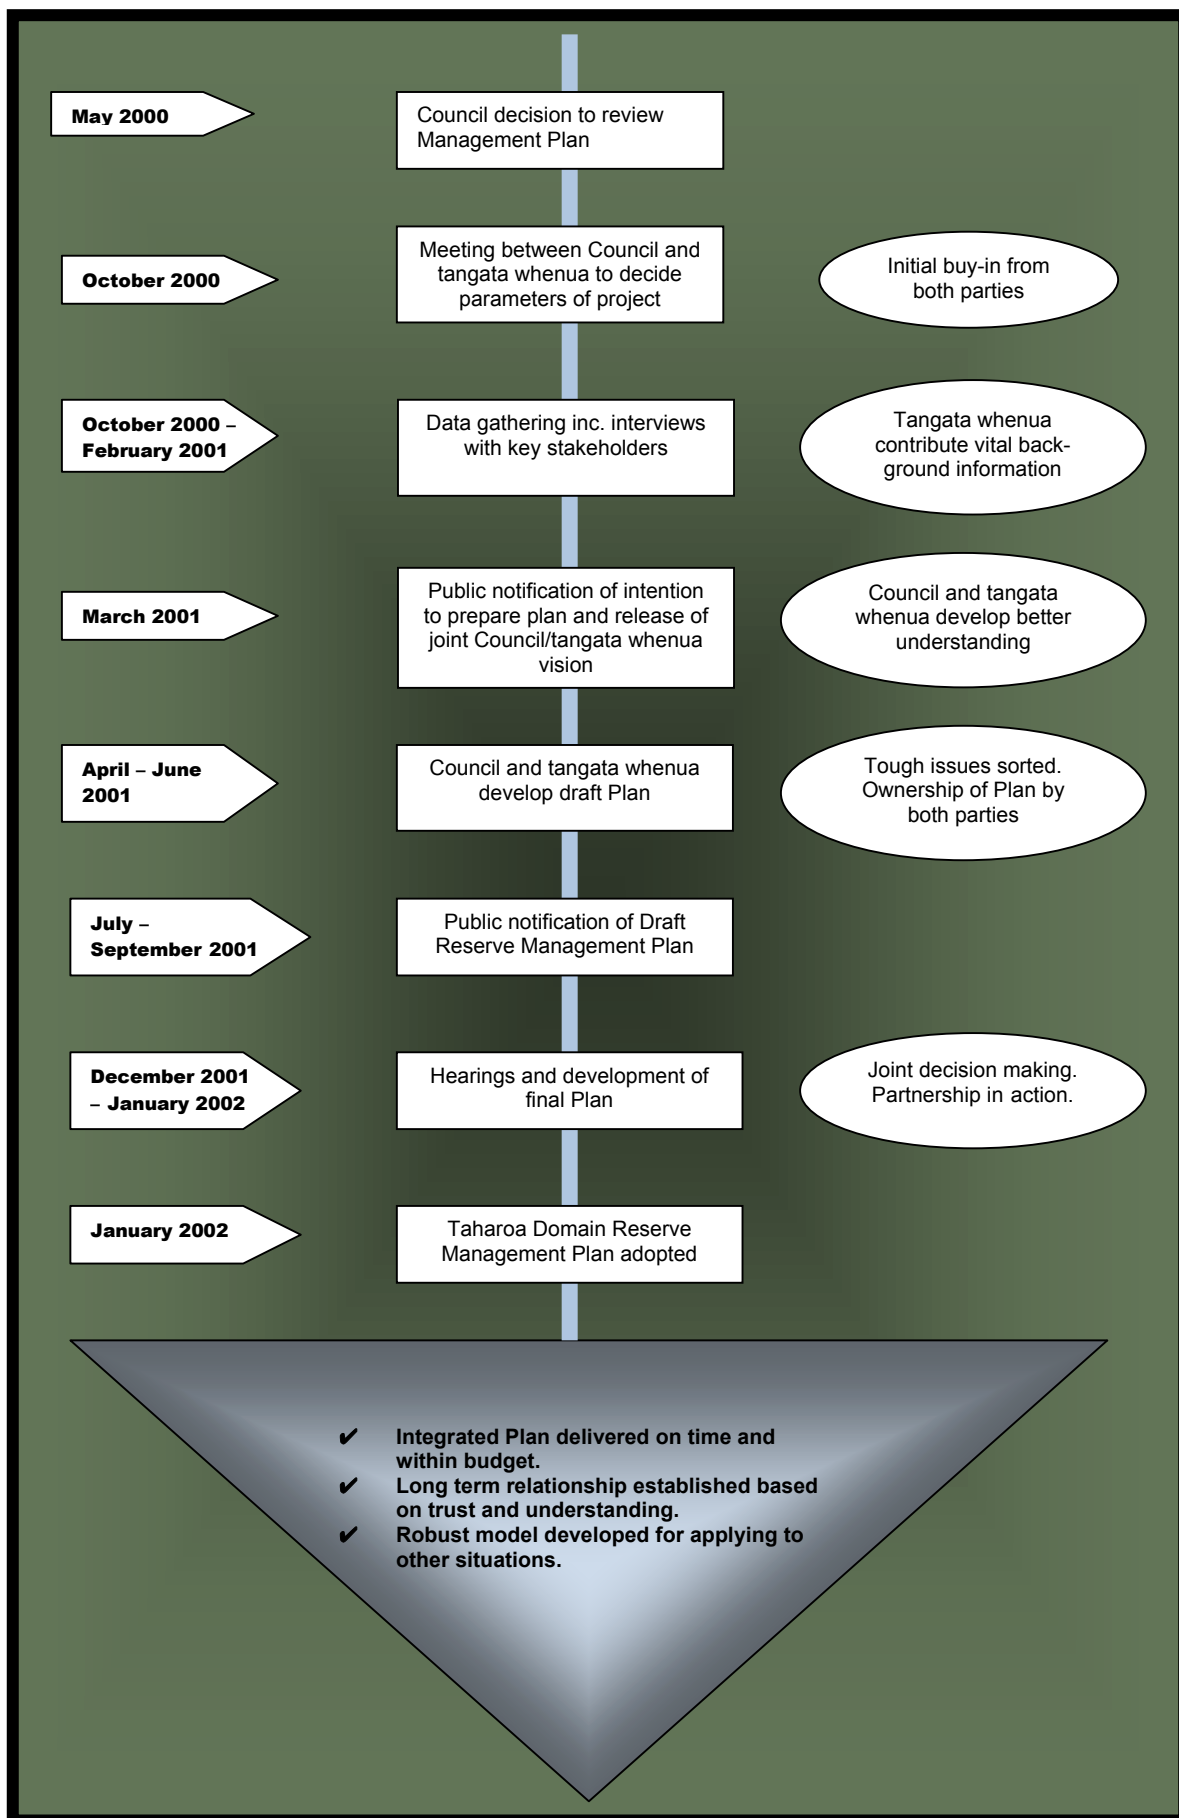 May 2000
Council decision to review
Management Plan
October 2000
Meeting between Council and
tangata whenua to decide
parameters of project
Initial buy-in from
both parties
October 2000 –
February 2001
Data gathering inc. interviews
with key stakeholders
Tangata whenua
contribute vital back-
ground information
March 2001
Public notification of intention
to prepare plan and release of
joint Council/tangata whenua
vision
Council and tangata
whenua develop better
understanding
April – June
2001
Council and tangata whenua
develop draft Plan
Tough issues sorted.
Ownership of Plan by
both parties
July –
September 2001
Public notification of Draft
Reserve Management Plan
December 2001
– January 2002
Hearings and development of
final Plan
Joint decision making.
Partnership in action.
January 2002
Taharoa Domain Reserve
Management Plan adopted
✔ Integrated Plan delivered on time and
within budget.
✔ Long term relationship established based
on trust and understanding.
✔ Robust model developed for applying to
other situations.